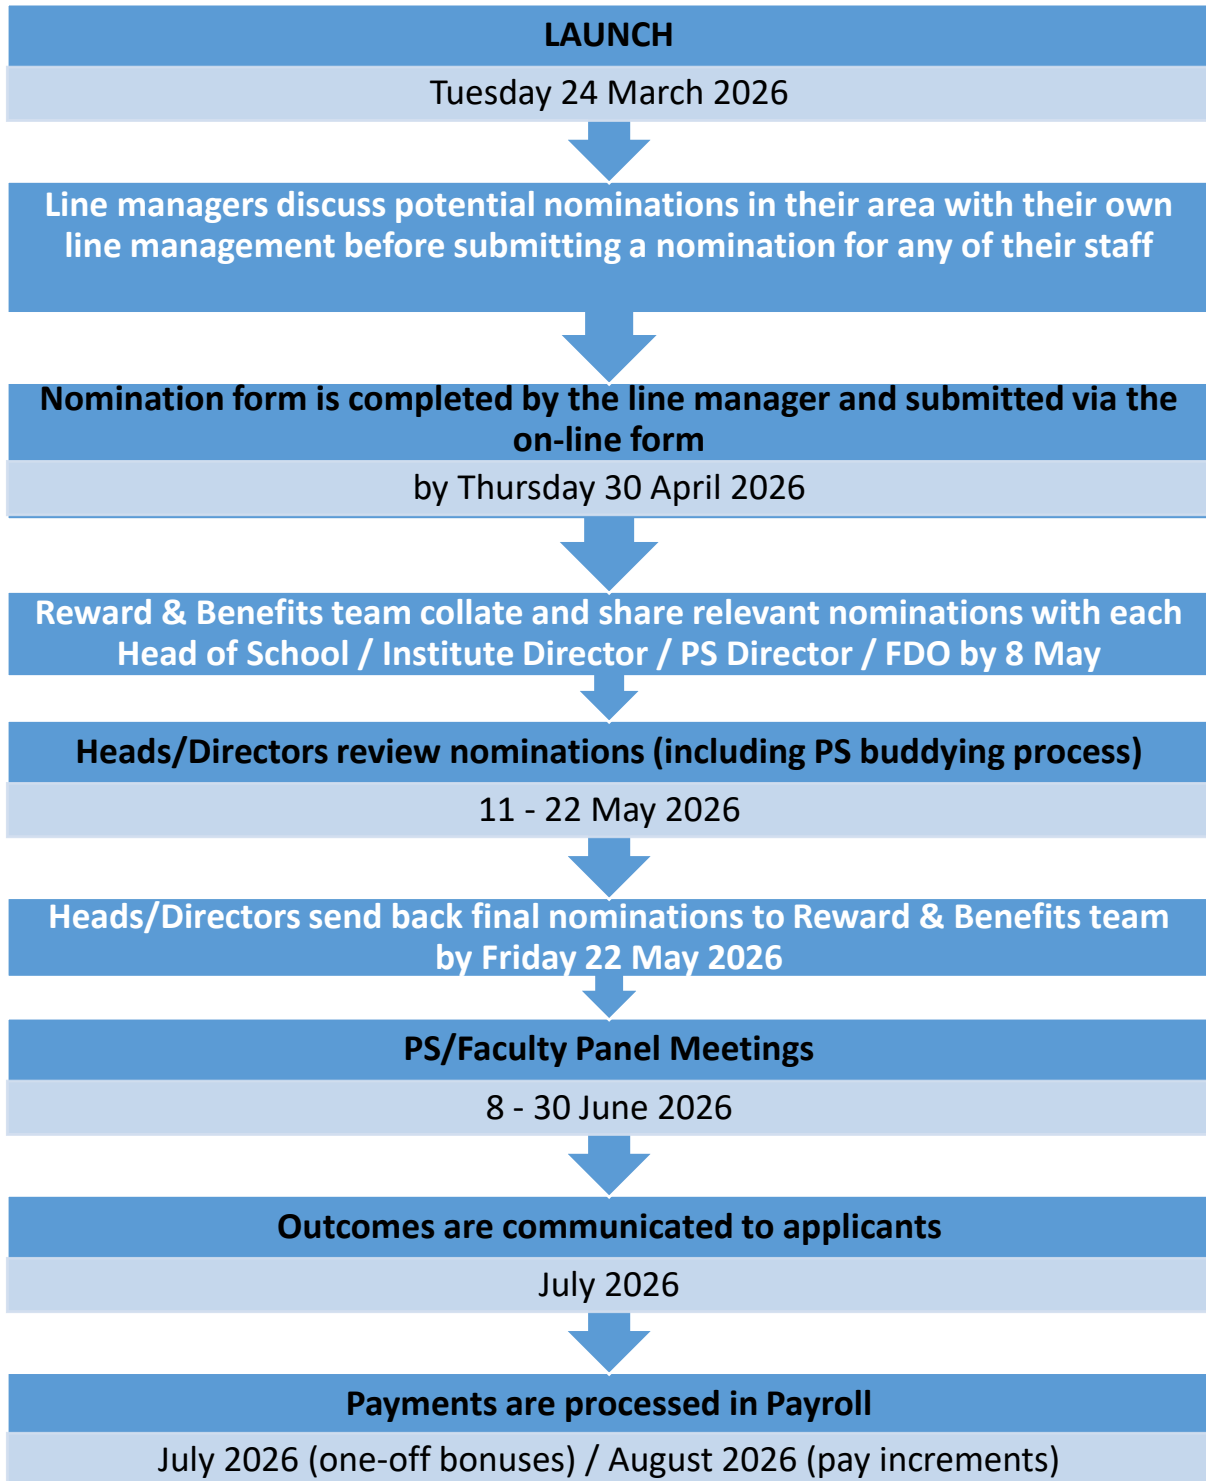 LAUNCH
Tuesday 24 March 2026
Line managers discuss potential nominations in their area with their own
line management before submitting a nomination for any of their staff
Nomination form is completed by the line manager and submitted via the
on-line form
by Thursday 30 April 2026
Reward & Benefits team collate and share relevant nominations with each
Head of School / Institute Director / PS Director / FDO by 8 May
Heads/Directors review nominations (including PS buddying process)
11 - 22 May 2026
Heads/Directors send back final nominations to Reward & Benefits team
by Friday 22 May 2026
PS/Faculty Panel Meetings
8 - 30 June 2026
Outcomes are communicated to applicants
July 2026
Payments are processed in Payroll
July 2026 (one-off bonuses) / August 2026 (pay increments)